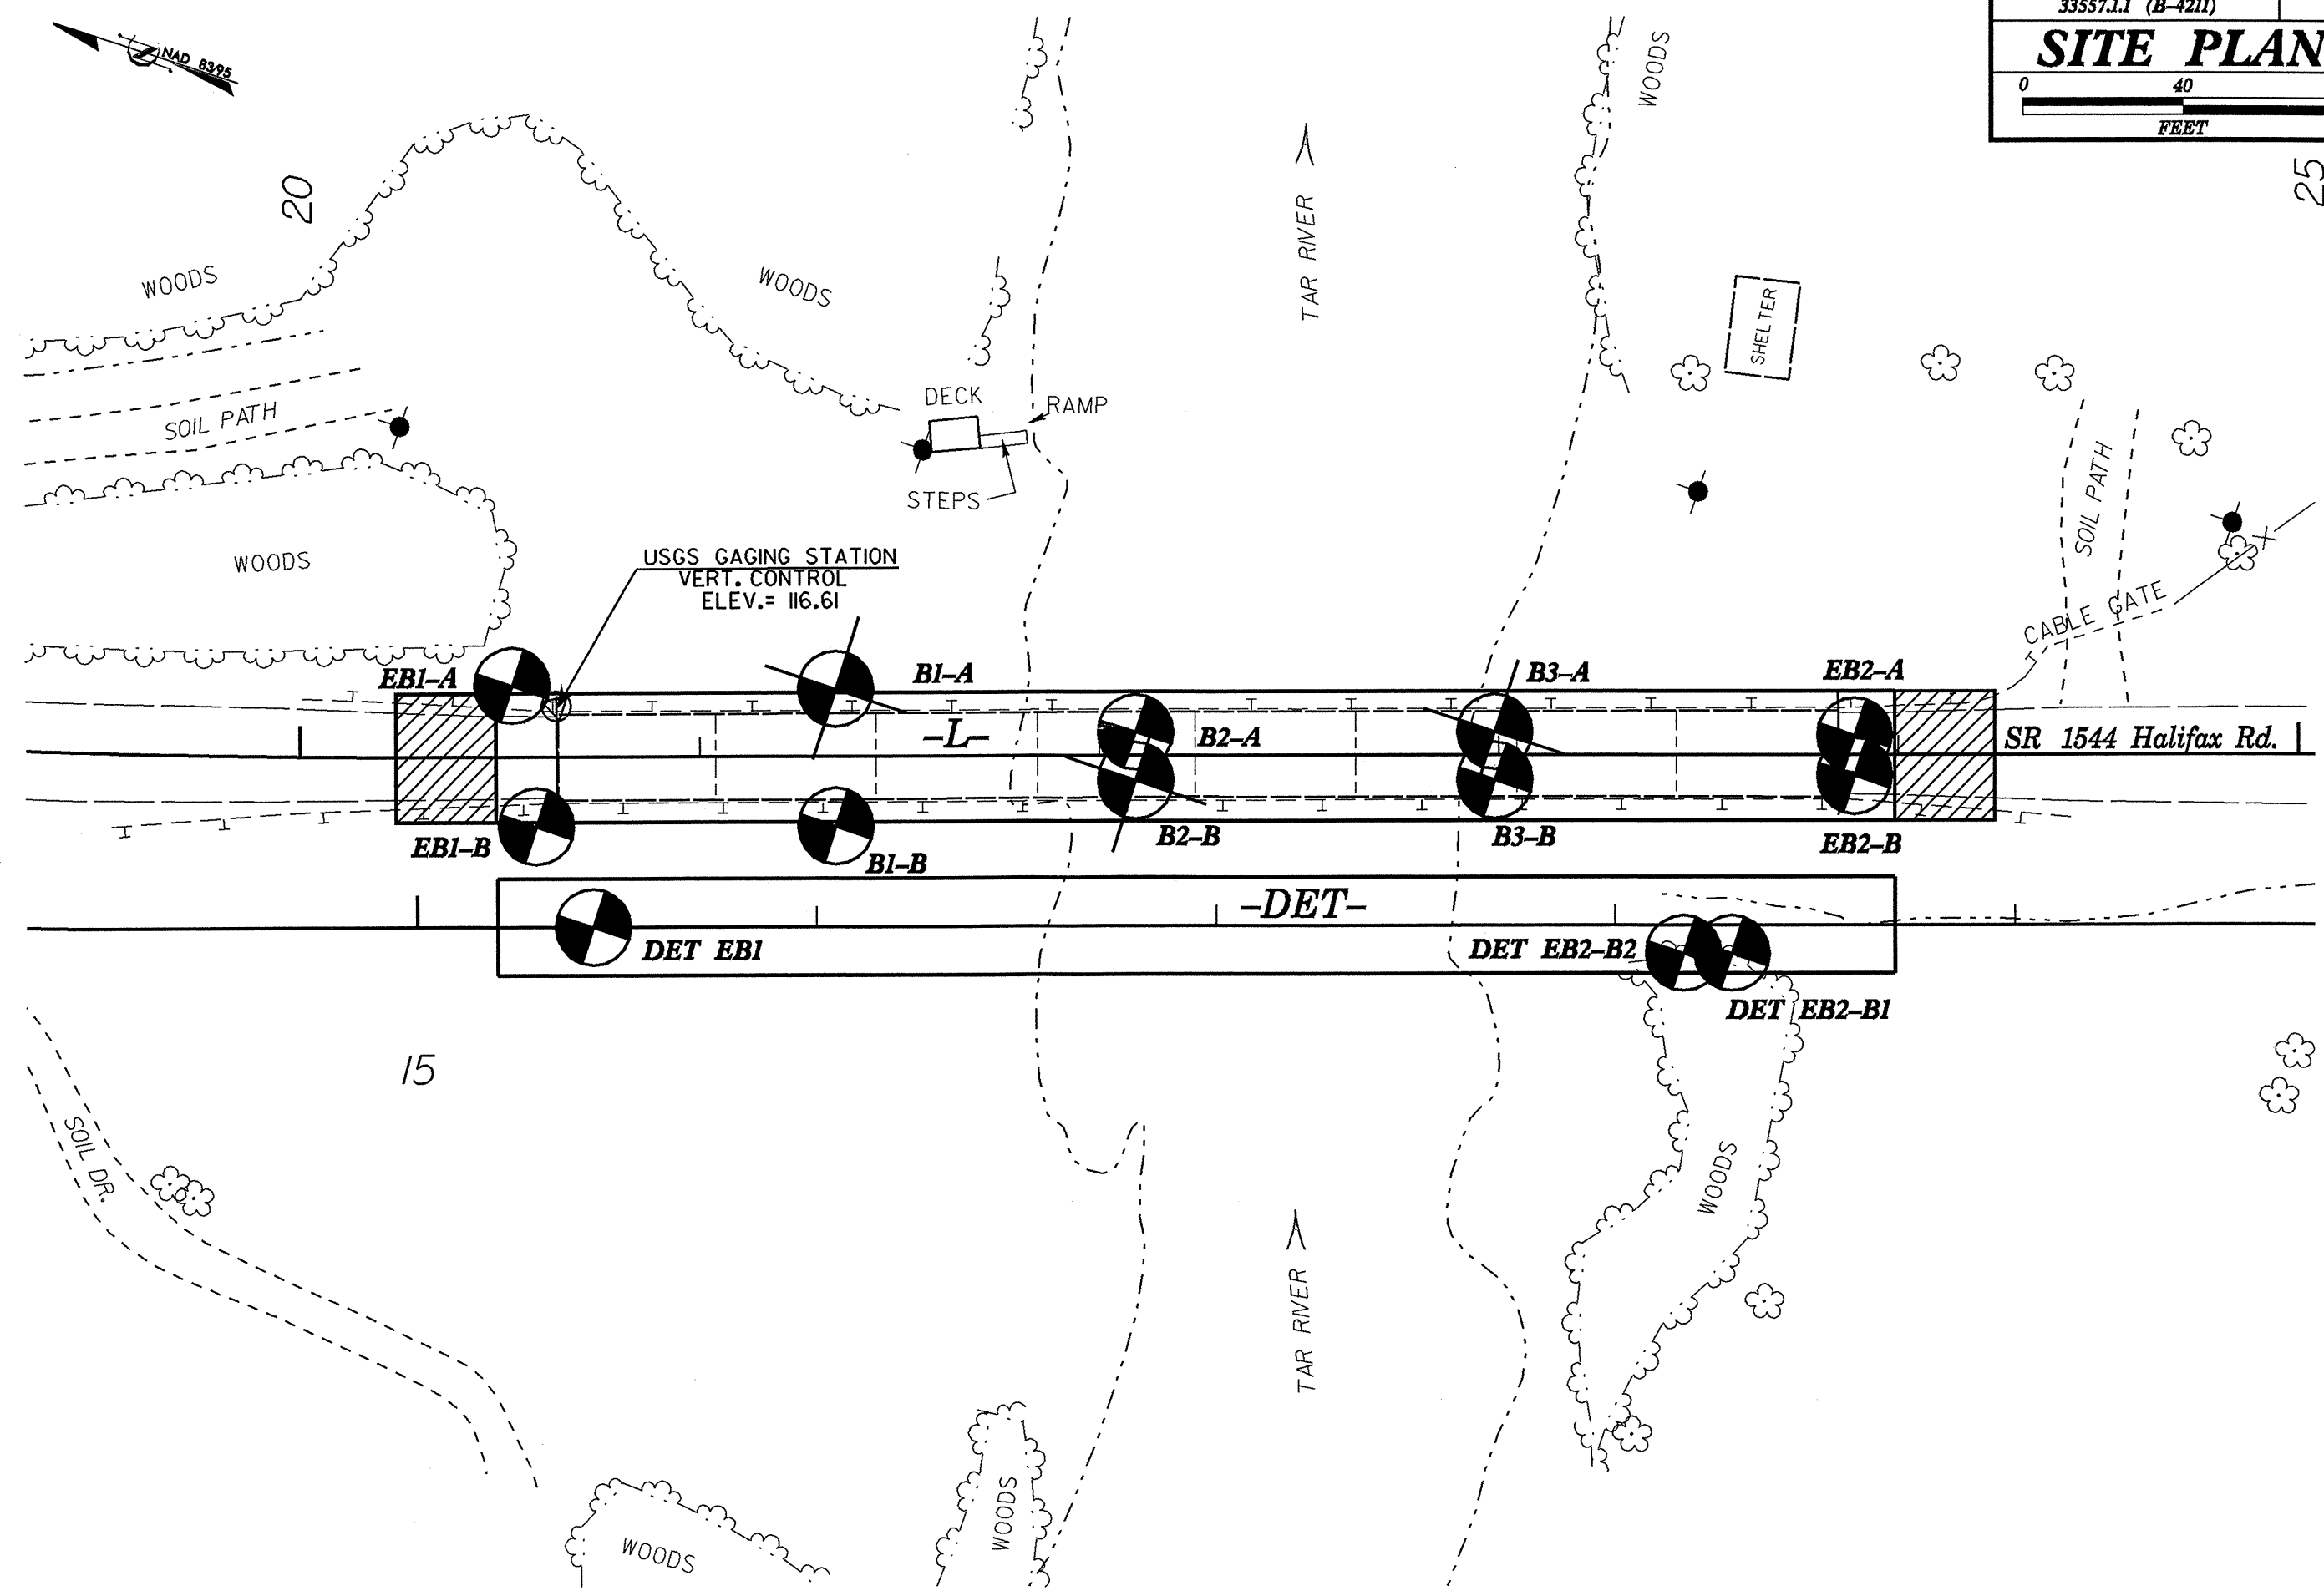 33557.1.1 (B-4211)
SITE PLAN
0 40
FEET
NAD 83/95
20
25
WOODS
WOODS
WOODS
TAR RIVER
SHELTER
SOIL PATH
DECK
RAMP
STEPS
SOIL PATH
WOODS
USGS GAGING STATION
VERT. CONTROL
ELEV.= 116.61
CABLE GATE
EB1-A
B1-A
B3-A
EB2-A
-L-
B2-A
SR 1544 Halifax Rd.
EB1-B
B1-B
B2-B
B3-B
EB2-B
-DET-
DET EB1
DET EB2-B2
DET EB2-B1
15
SOIL DR.
WOODS
TAR RIVER
WOODS
WOODS